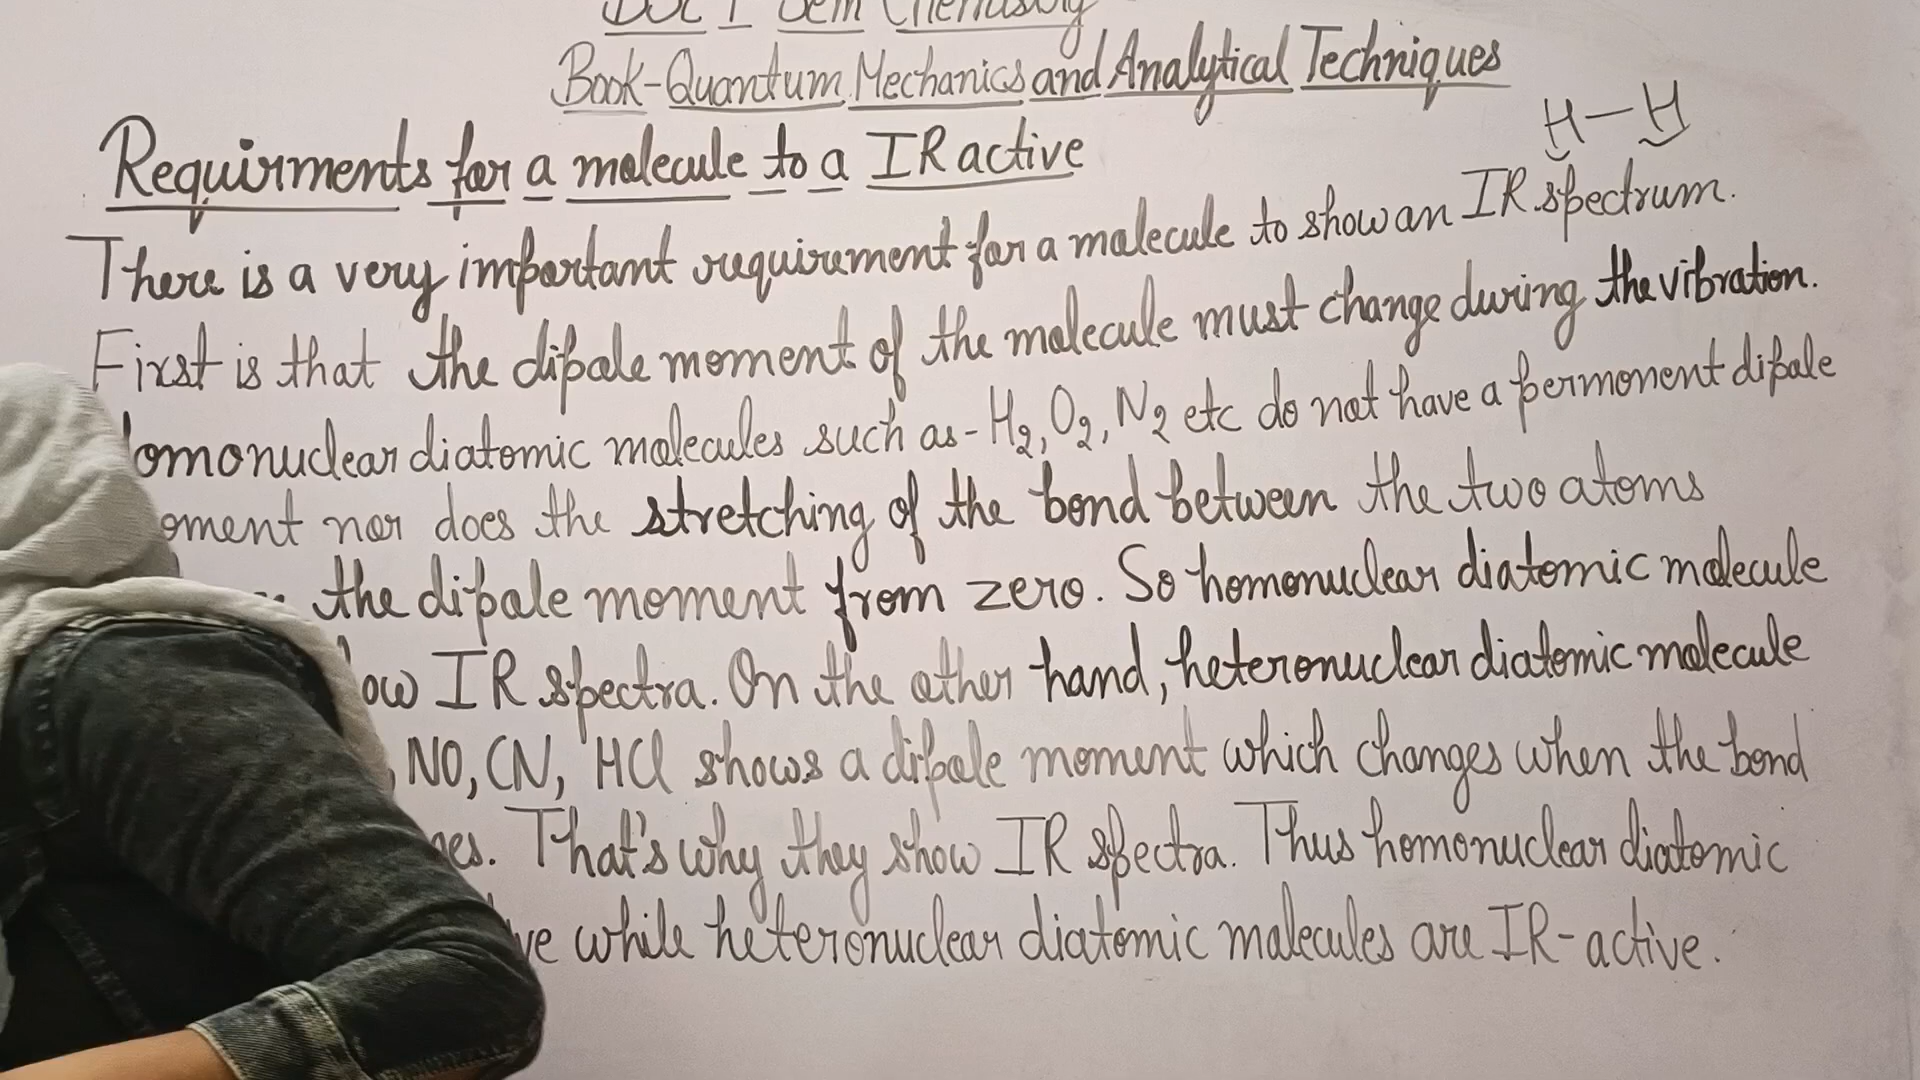 Sem Chemistry
Book-Quantum Mechanics and Analytical Techniques
H-H
Requirments for a molecule to a IR active
There is a very important requirement for a molecule to show an IR spectrum.
First is that the dipole moment of the molecule must change during the vibration.
omonuclear diatomic molecules such as - H2, O2, N2 etc do not have a permonent dipole
oment nor does the stretching of the bond between the two atoms
the dipole moment from zero. So homonuclear diatomic molecule
ow IR spectra. On the other hand, heteronuclear diatomic molecule
, NO, CN, HCl shows a dipole moment which changes when the bond
es. That's why they show IR spectra. Thus homonuclear diatomic
ve while heteronuclear diatomic molecules are IR-active.